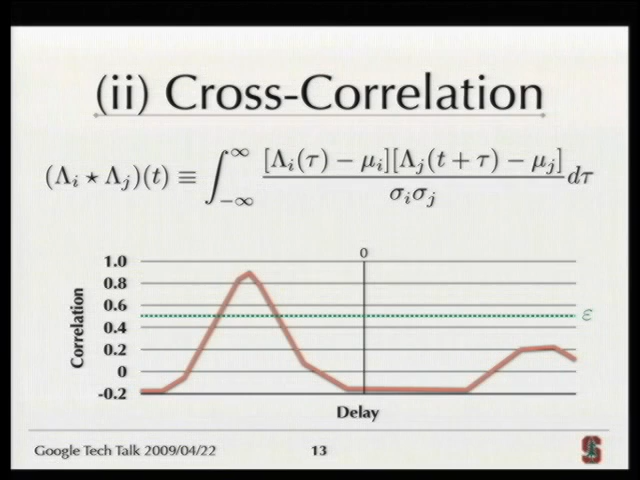 (ii) Cross-Correlation
(Λᵢ ⋆ Λⱼ)(t) ≡ ∫_{-∞}^{∞} [Λᵢ(τ) − μᵢ][Λⱼ(t + τ) − μⱼ] / σᵢσⱼ dτ
0
1.0
0.8
0.6
0.4
0.2
0
-0.2
Correlation
ε
Delay
Google Tech Talk 2009/04/22
13
S